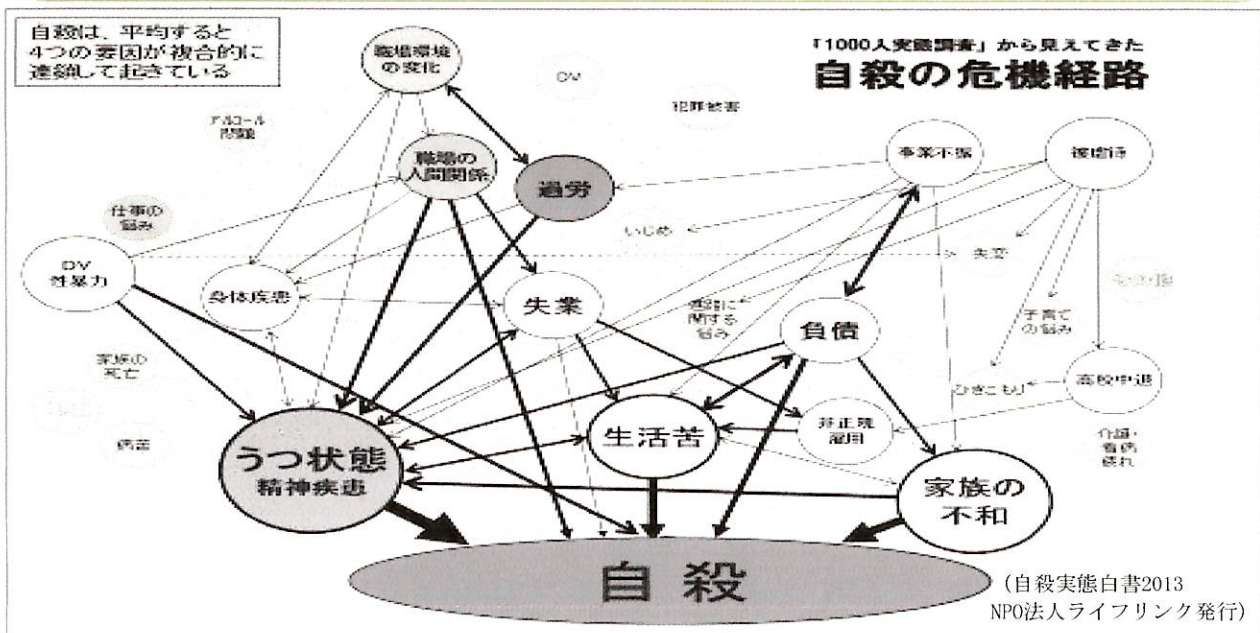 自殺は、平均すると
4つの要因が複合的に
連鎖して起きている
「1000人実態調査」から見えてきた
自殺の危機経路
職場環境
の変化
DV
犯罪被害
アルコール
問題
職場の
人間関係
過労
事業不振
被虐待
仕事の
悩み
いじめ
失恋
DV
性暴力
身体疾患
失業
進路に
関する
悩み
負債
子育て
の悩み
家族の
死亡
ひきこもり
高校中退
病苦
うつ状態
精神疾患
生活苦
非正規
雇用
介護・
看病
疲れ
家族の
不和
自殺
(自殺実態白書2013
NPO法人ライフリンク発行)